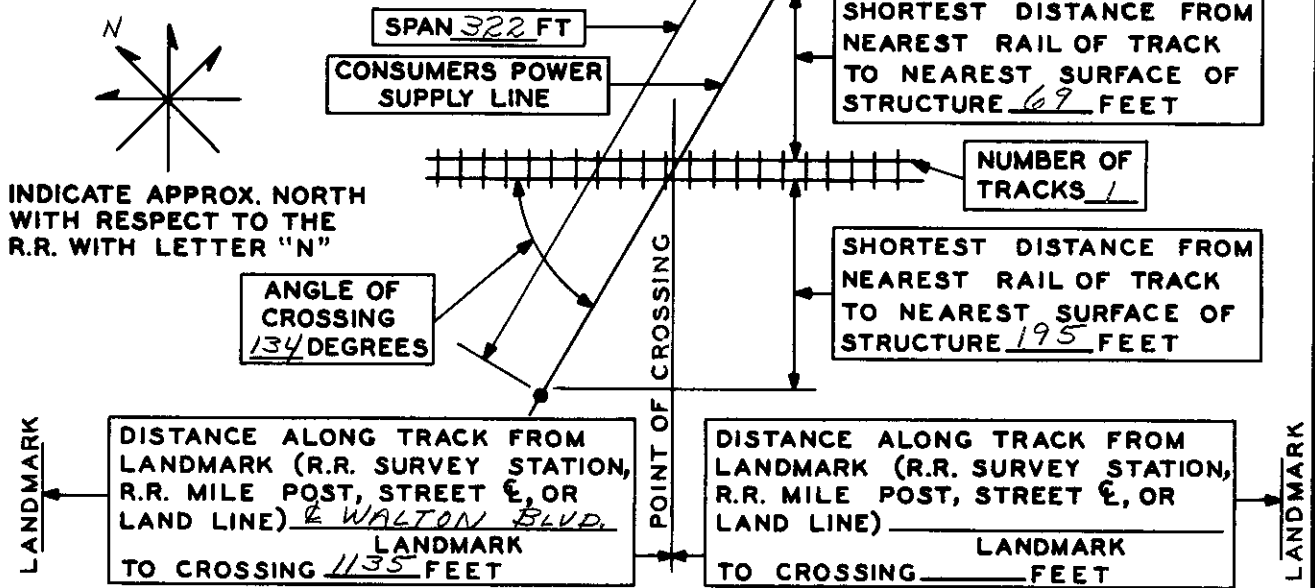 SPAN 322 FT
N
CONSUMERS POWER
SUPPLY LINE
SHORTEST DISTANCE FROM
NEAREST RAIL OF TRACK
TO NEAREST SURFACE OF
STRUCTURE 69 FEET
NUMBER OF
TRACKS 1
INDICATE APPROX. NORTH
WITH RESPECT TO THE
R.R. WITH LETTER "N"
ANGLE OF
CROSSING
134 DEGREES
POINT OF CROSSING
SHORTEST DISTANCE FROM
NEAREST RAIL OF TRACK
TO NEAREST SURFACE OF
STRUCTURE 195 FEET
LANDMARK
DISTANCE ALONG TRACK FROM
LANDMARK (R.R. SURVEY STATION,
R.R. MILE POST, STREET ℄, OR
LAND LINE) ℄ WALTON BLVD.
LANDMARK
TO CROSSING 1135 FEET
DISTANCE ALONG TRACK FROM
LANDMARK (R.R. SURVEY STATION,
R.R. MILE POST, STREET ℄, OR
LAND LINE)
LANDMARK
TO CROSSING FEET
LANDMARK